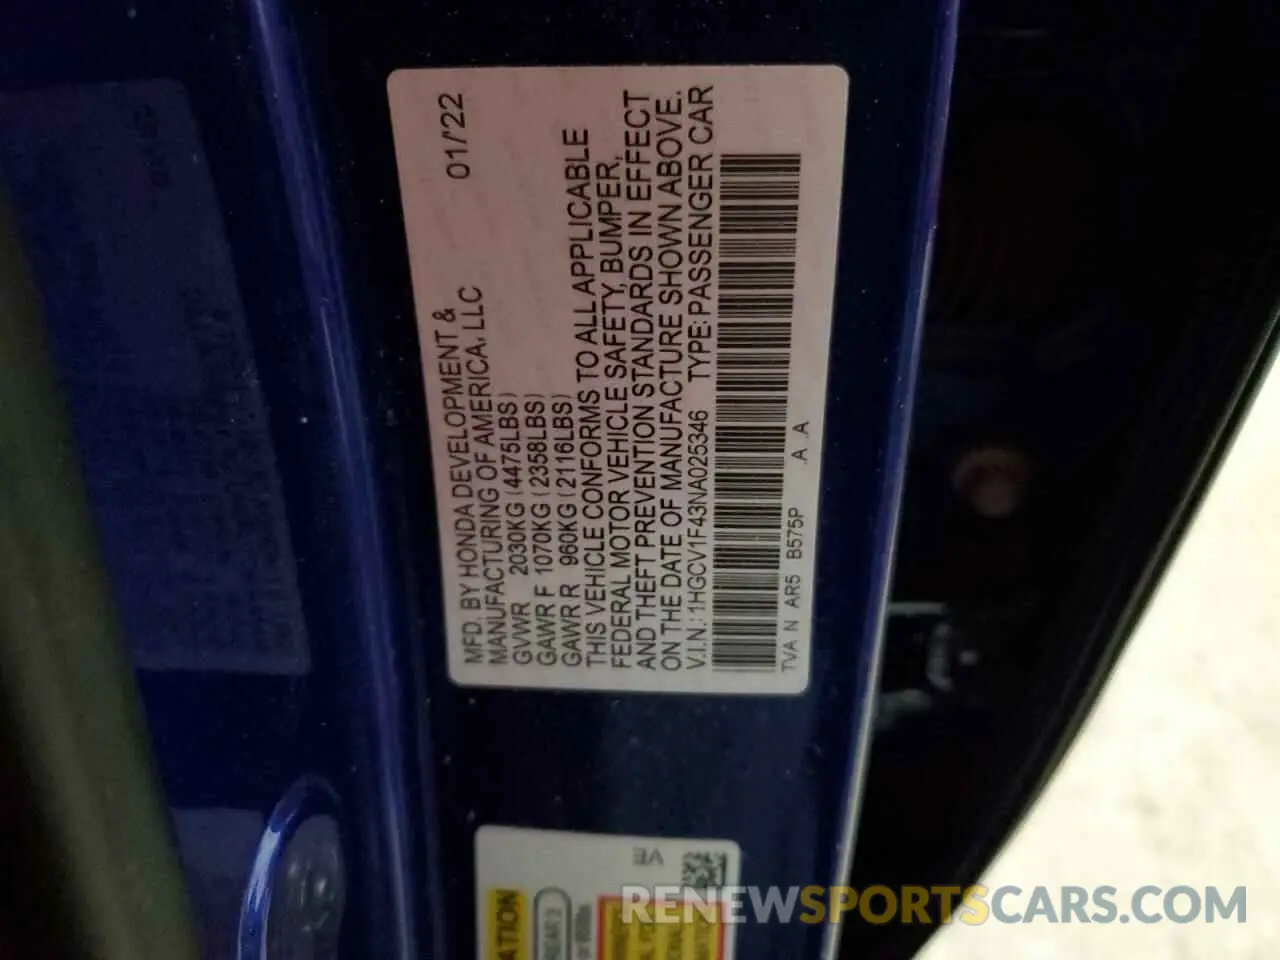 MFD. BY HONDA DEVELOPMENT & 01/'22
MANUFACTURING OF AMERICA, LLC
GVWR 2030KG (4475LBS)
GAWR F 1070KG (2358LBS)
GAWR R 960KG (2116LBS)
THIS VEHICLE CONFORMS TO ALL APPLICABLE
FEDERAL MOTOR VEHICLE SAFETY, BUMPER,
AND THEFT PREVENTION STANDARDS IN EFFECT
ON THE DATE OF MANUFACTURE SHOWN ABOVE.
V.I.N.: 1HGCV1F43NA025346 TYPE: PASSENGER CAR
TVA N AR5 B575P .A .A
RENEWSPORTSCARS.COM